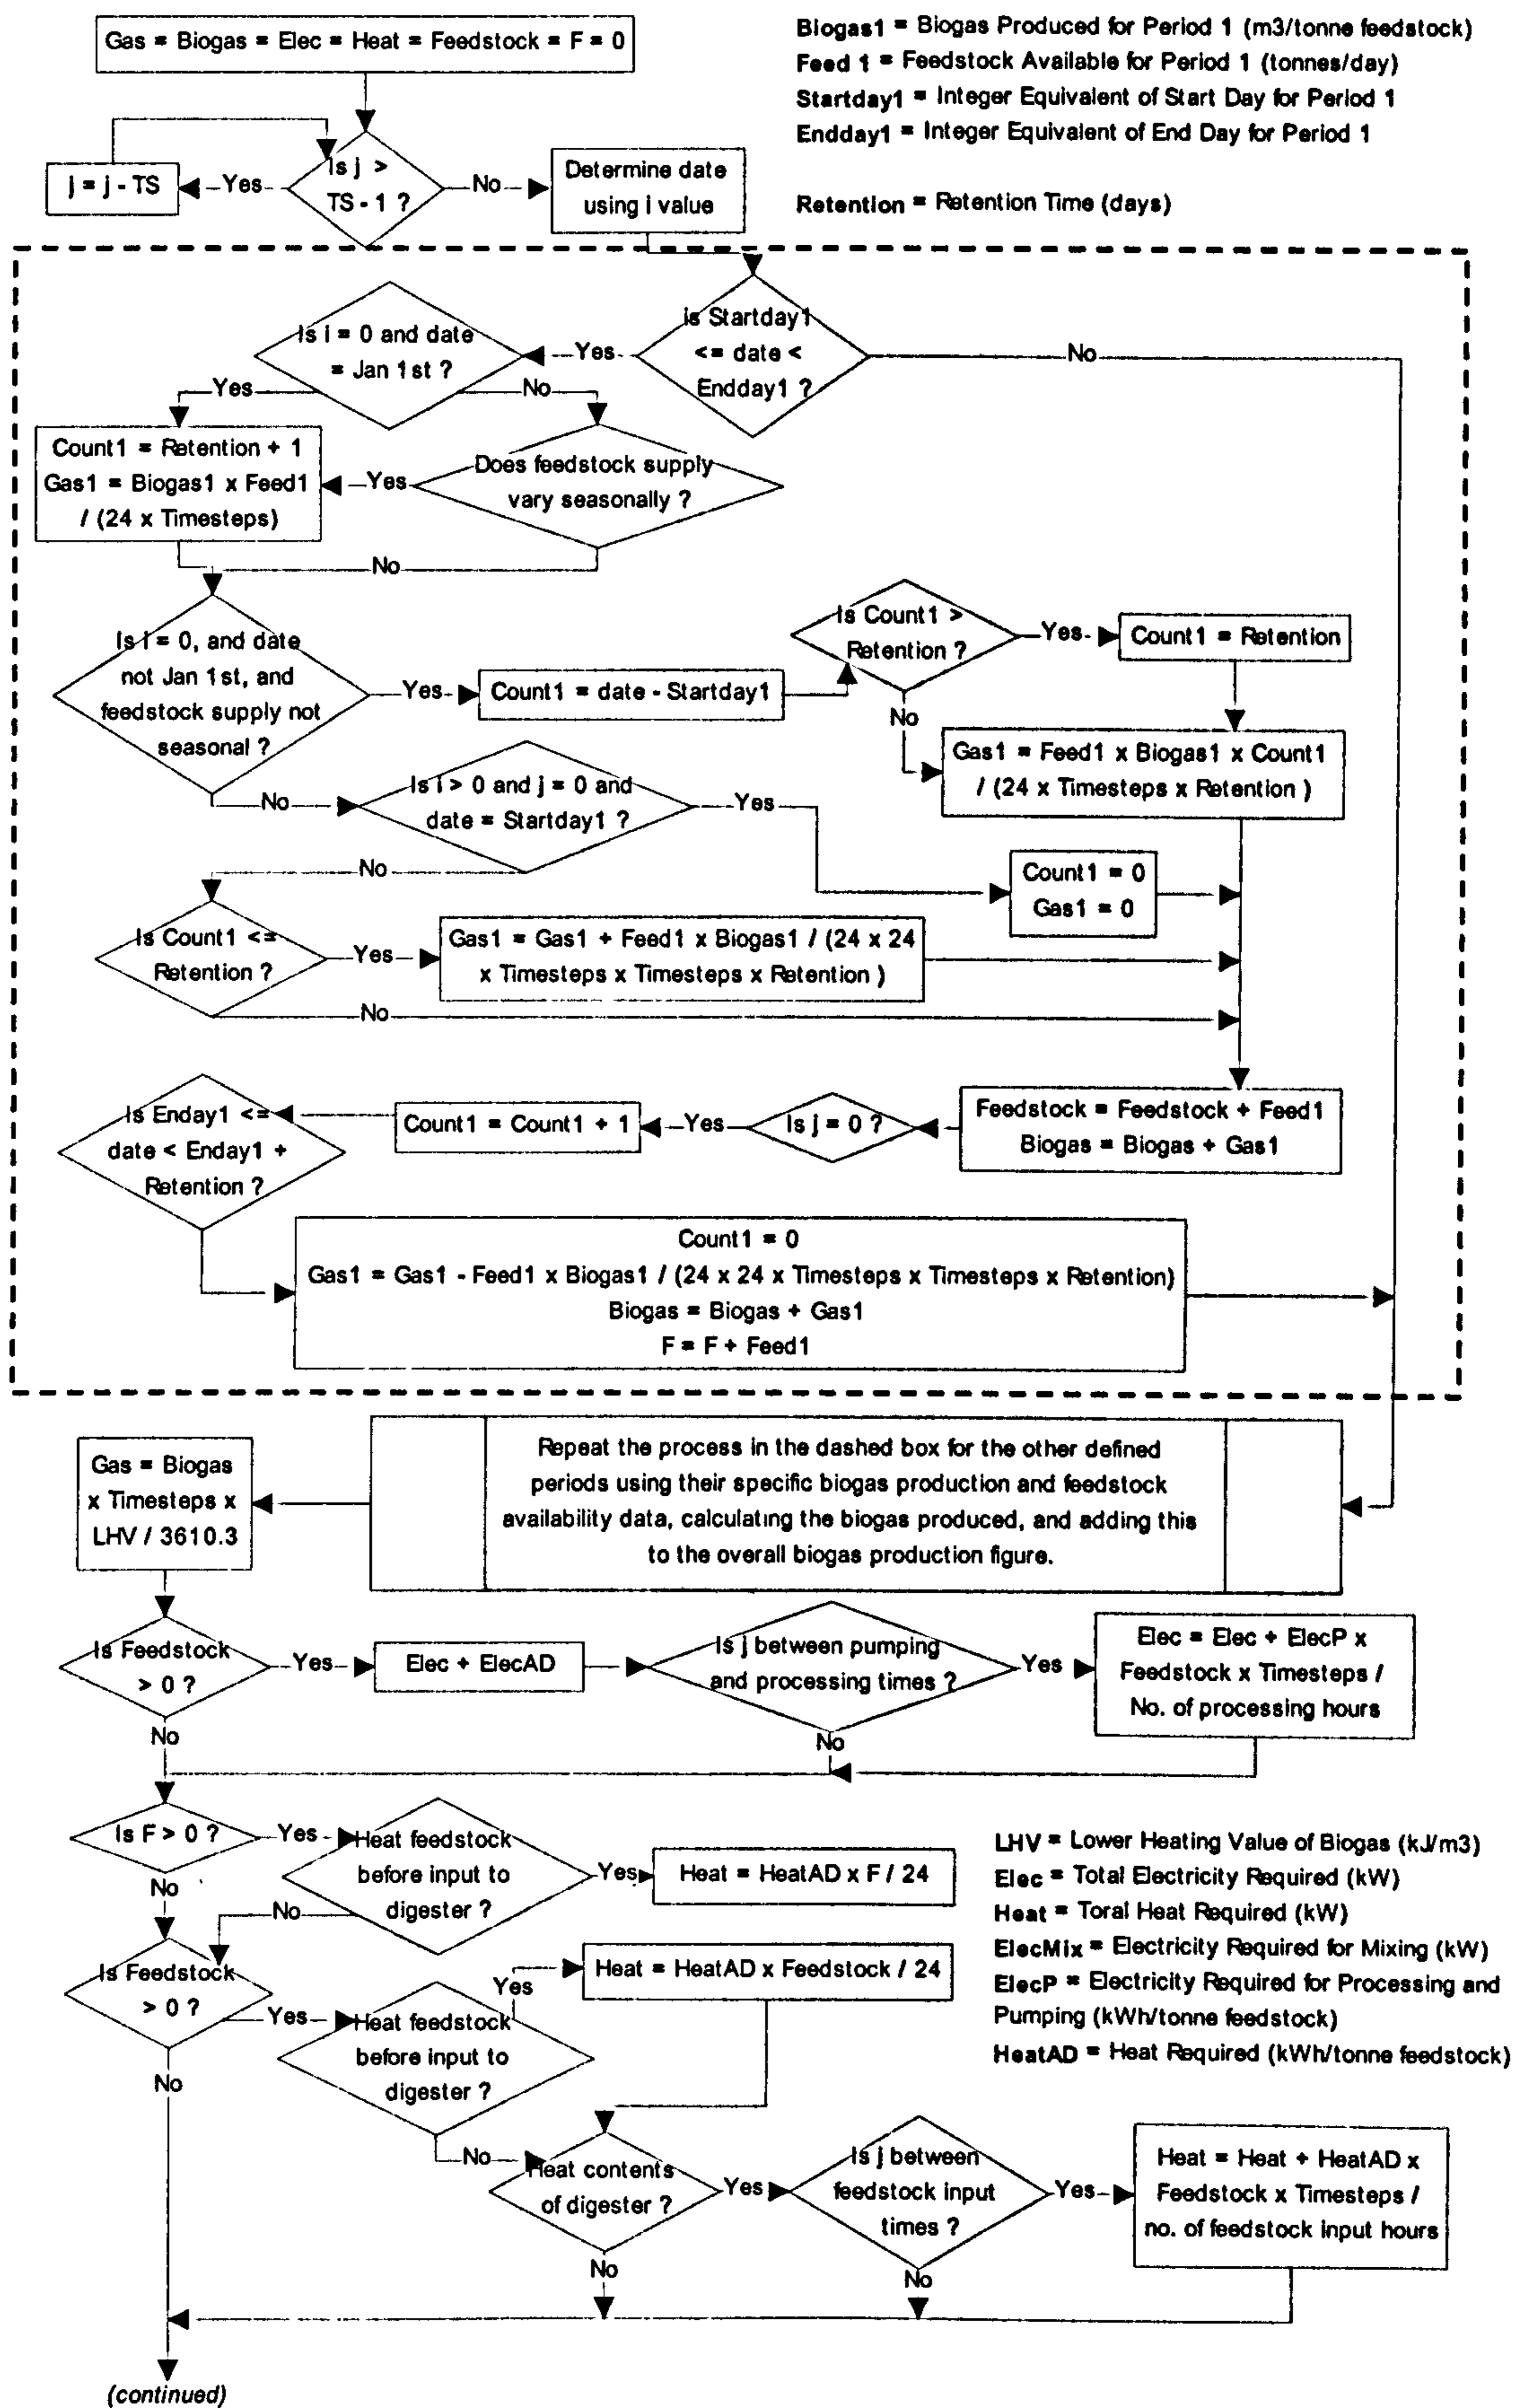 Gas = Biogas = Elec = Heat = Feedstock = F = 0
Biogas1 = Biogas Produced for Period 1 (m3/tonne feedstock)
Feed 1 = Feedstock Available for Period 1 (tonnes/day)
Startday1 = Integer Equivalent of Start Day for Period 1
Endday1 = Integer Equivalent of End Day for Period 1
Retention = Retention Time (days)
j = j - TS
Yes
Is j >
TS - 1 ?
No
Determine date
using i value
Is i = 0 and date
= Jan 1st ?
Yes
is Startday1
<= date <
Endday1 ?
No
Yes
No
Count1 = Retention + 1
Gas1 = Biogas1 x Feed1
/ (24 x Timesteps)
Yes
Does feedstock supply
vary seasonally ?
No
Is i = 0, and date
not Jan 1st, and
feedstock supply not
seasonal ?
Yes
Count1 = date - Startday1
Is Count1 >
Retention ?
Yes
Count1 = Retention
No
Gas1 = Feed1 x Biogas1 x Count1
/ (24 x Timesteps x Retention )
No
Is i > 0 and j = 0 and
date = Startday1 ?
Yes
No
Count1 = 0
Gas1 = 0
Is Count1 <=
Retention ?
Yes
Gas1 = Gas1 + Feed1 x Biogas1 / (24 x 24
x Timesteps x Timesteps x Retention )
No
Is Enday1 <=
date < Enday1 +
Retention ?
Count1 = Count1 + 1
Yes
Is j = 0 ?
Feedstock = Feedstock + Feed1
Biogas = Biogas + Gas1
Count1 = 0
Gas1 = Gas1 - Feed1 x Biogas1 / (24 x 24 x Timesteps x Timesteps x Retention)
Biogas = Biogas + Gas1
F = F + Feed1
Gas = Biogas
x Timesteps x
LHV / 3610.3
Repeat the process in the dashed box for the other defined
periods using their specific biogas production and feedstock
availability data, calculating the biogas produced, and adding this
to the overall biogas production figure.
Is Feedstock
> 0 ?
Yes
Elec + ElecAD
Is j between pumping
and processing times ?
Yes
Elec = Elec + ElecP x
Feedstock x Timesteps /
No. of processing hours
No
No
Is F > 0 ?
Yes
Heat feedstock
before input to
digester ?
Yes
Heat = HeatAD x F / 24
No
No
LHV = Lower Heating Value of Biogas (kJ/m3)
Elec = Total Electricity Required (kW)
Heat = Toral Heat Required (kW)
ElecMix = Electricity Required for Mixing (kW)
ElecP = Electricity Required for Processing and
Pumping (kWh/tonne feedstock)
HeatAD = Heat Required (kWh/tonne feedstock)
Is Feedstock
> 0 ?
Yes
Heat feedstock
before input to
digester ?
Yes
Heat = HeatAD x Feedstock / 24
No
No
Heat contents
of digester ?
Yes
Is j between
feedstock input
times ?
Yes
Heat = Heat + HeatAD x
Feedstock x Timesteps /
no. of feedstock input hours
No
No
(continued)